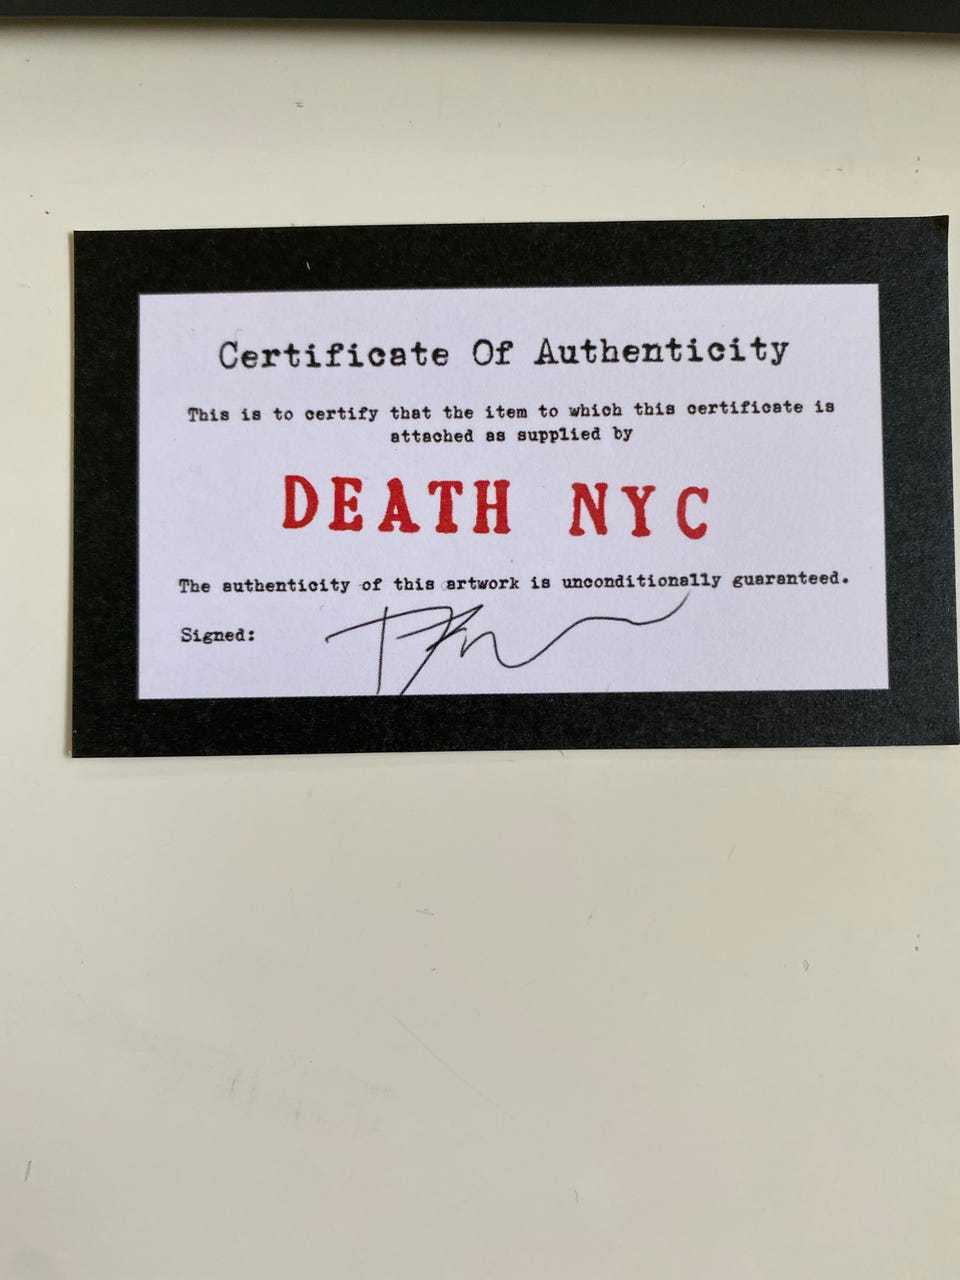 Certificate Of Authenticity
This is to certify that the item to which this certificate is
attached as supplied by
DEATH NYC
The authenticity of this artwork is unconditionally guaranteed.
Signed: